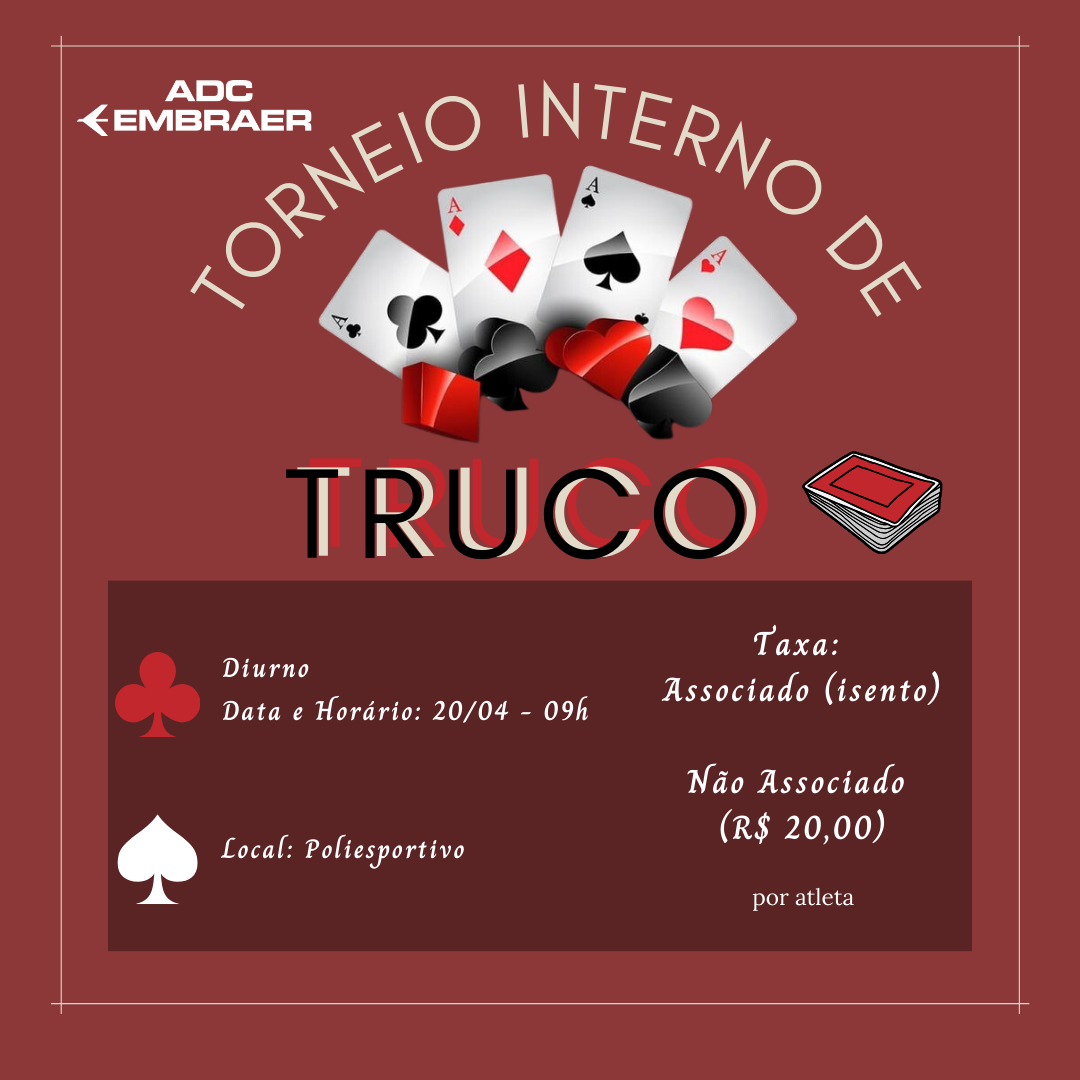 ADC
EMBRAER
TORNEIO INTERNO DE
A
A
A
A
TRUCO
Diurno
Data e Horário: 20/04 - 09h
Local: Poliesportivo
Taxa:
Associado (isento)
Não Associado
(R$ 20,00)
por atleta